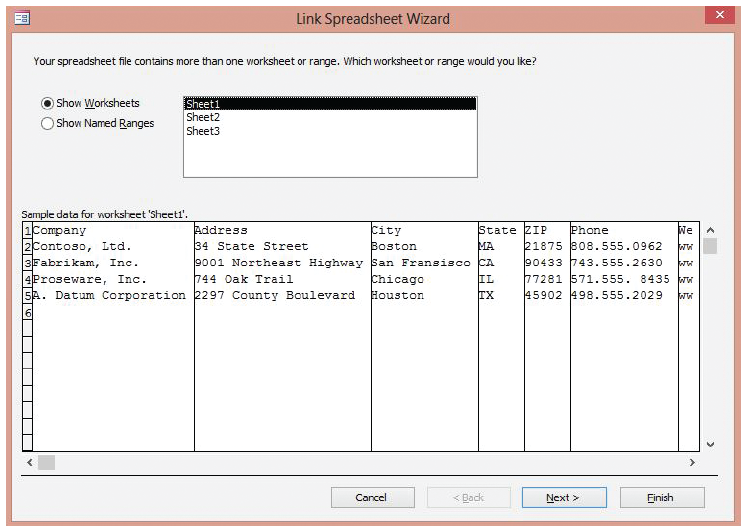 Link Spreadsheet Wizard
Your spreadsheet file contains more than one worksheet or range. Which worksheet or range would you like?
Show Worksheets
Show Named Ranges
Sheet1
Sheet2
Sheet3
Sample data for worksheet 'Sheet1'.
1 Company Address City State ZIP Phone We
2 Contoso, Ltd. 34 State Street Boston MA 21875 808.555.0962 ww
3 Fabrikam, Inc. 9001 Northeast Highway San Fransisco CA 90433 743.555.2630 ww
4 Proseware, Inc. 744 Oak Trail Chicago IL 77281 571.555. 8435 ww
5 A. Datum Corporation 2297 County Boulevard Houston TX 45902 498.555.2029 ww
6
Cancel < Back Next > Finish